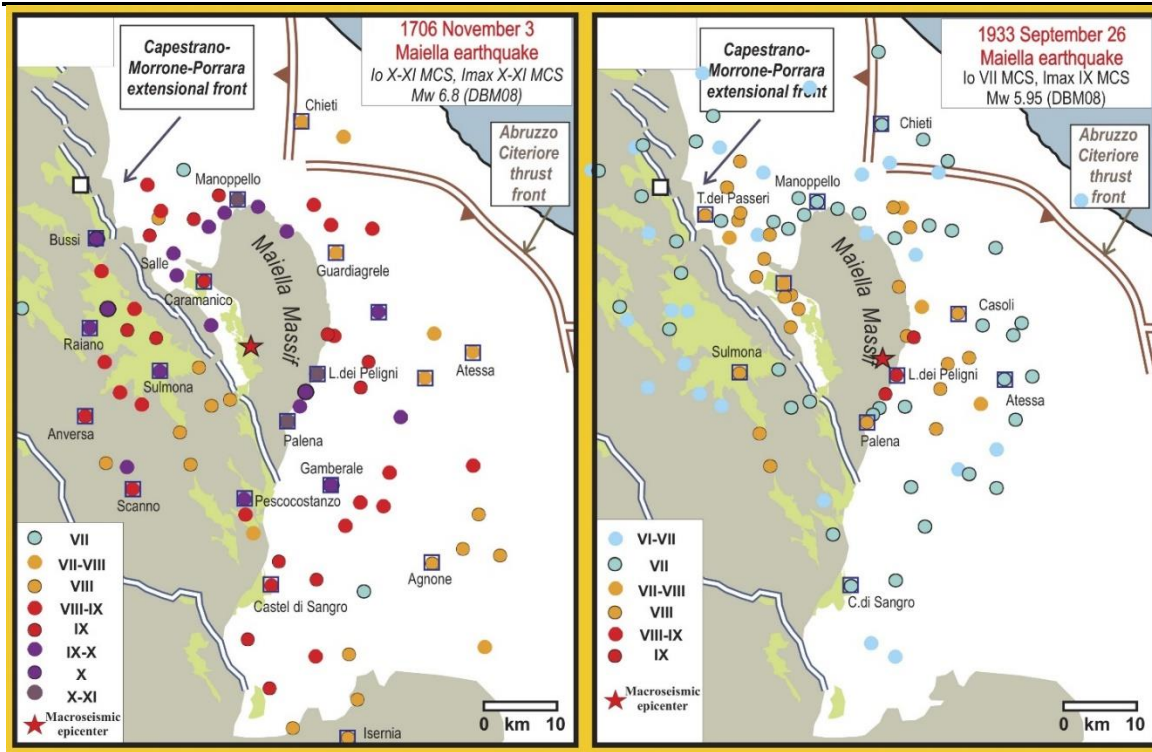 1706 November 3
Maiella earthquake
Io X-XI MCS, Imax X-XI MCS
Mw 6.8 (DBM08)
Capestrano-
Morrone-Porrara
extensional front
Chieti
Abruzzo
Citeriore
thrust
front
Manoppello
Bussi
Salle
Guardiagrele
Caramanico
Maiella Massif
Raiano
Sulmona
L.dei Peligni
Atessa
Anversa
Palena
Gamberale
Scanno
Pescocostanzo
Agnone
Castel di Sangro
Isernia
VII
VII-VIII
VIII
VIII-IX
IX
IX-X
X
X-XI
Macroseismic
epicenter
0 km 10
1933 September 26
Maiella earthquake
Io VII MCS, Imax IX MCS
Mw 5.95 (DBM08)
Capestrano-
Morrone-Porrara
extensional front
Chieti
Abruzzo
Citeriore
thrust
front
T.dei Passeri
Manoppello
Maiella Massif
Casoli
Sulmona
L.dei Peligni
Atessa
Palena
C.di Sangro
VI-VII
VII
VII-VIII
VIII
VIII-IX
IX
Macroseismic
epicenter
0 km 10